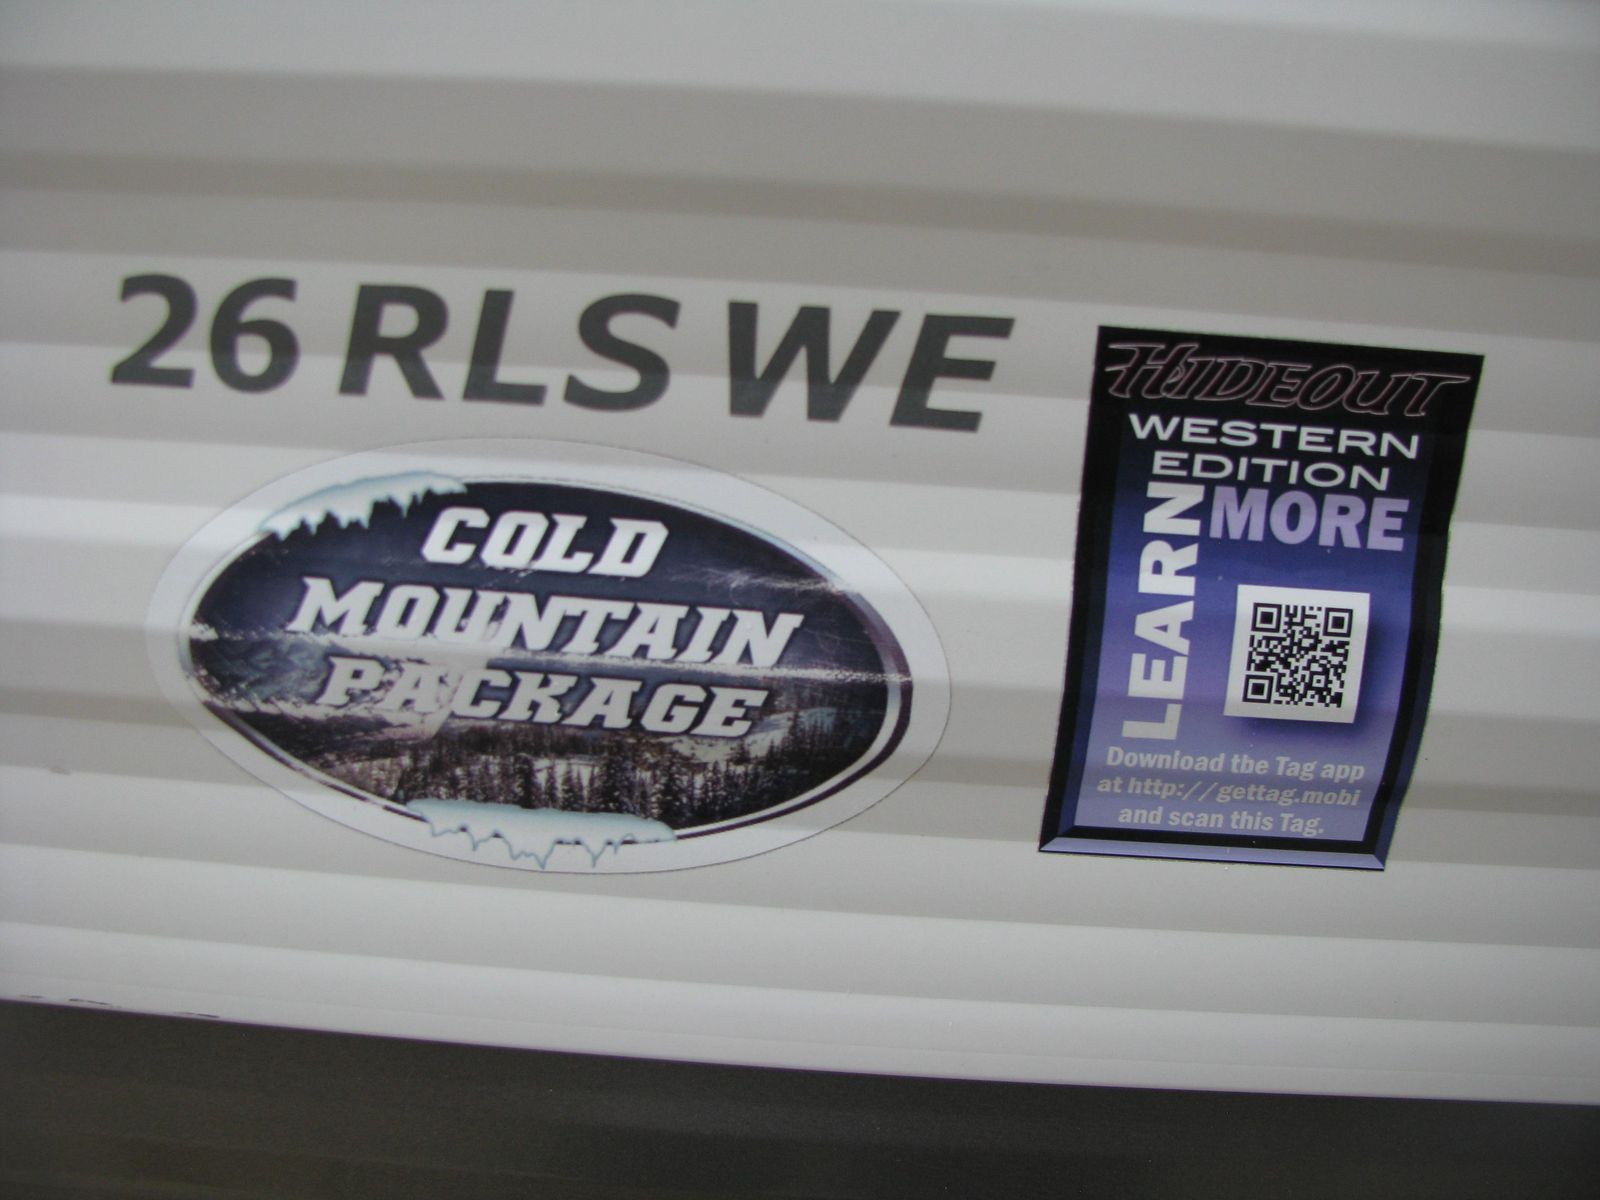 26 RLS WE
COLD
MOUNTAIN
PACKAGE
HIDEOUT
WESTERN
EDITION
LEARN
MORE
Download the Tag app
at http://gettag.mobi
and scan this Tag.